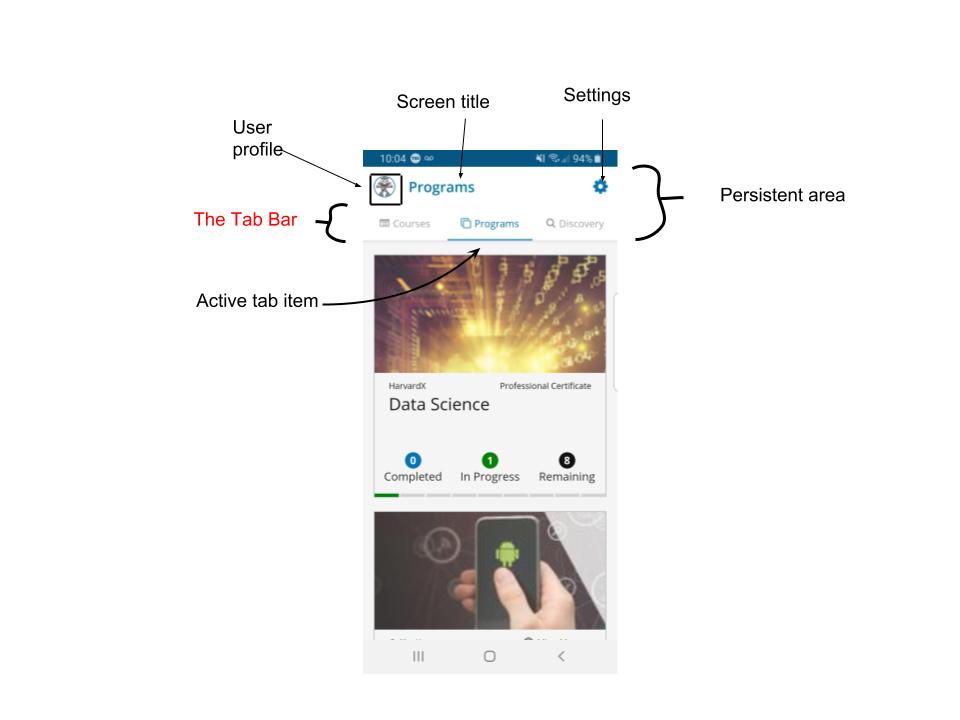 Screen title
Settings
User
profile
10:04 94%
Programs
Persistent area
The Tab Bar
Courses Programs Discovery
Active tab item
HarvardX Professional Certificate
Data Science
0 1 8
Completed In Progress Remaining